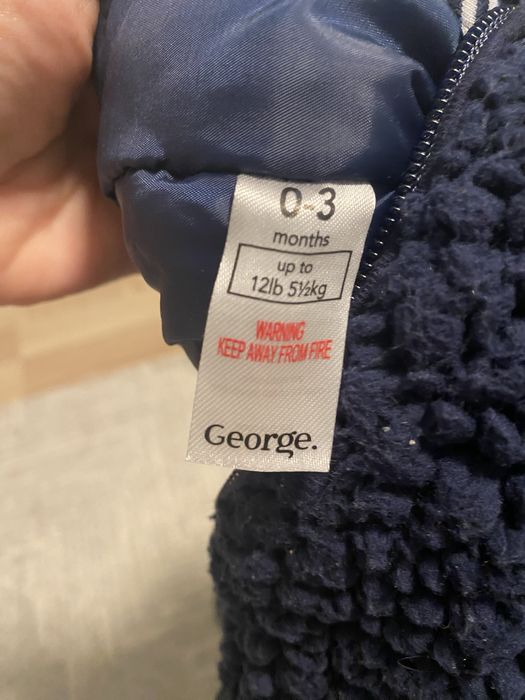 0-3
months
up to
12lb 5½kg
WARNING
KEEP AWAY FROM FIRE
George.